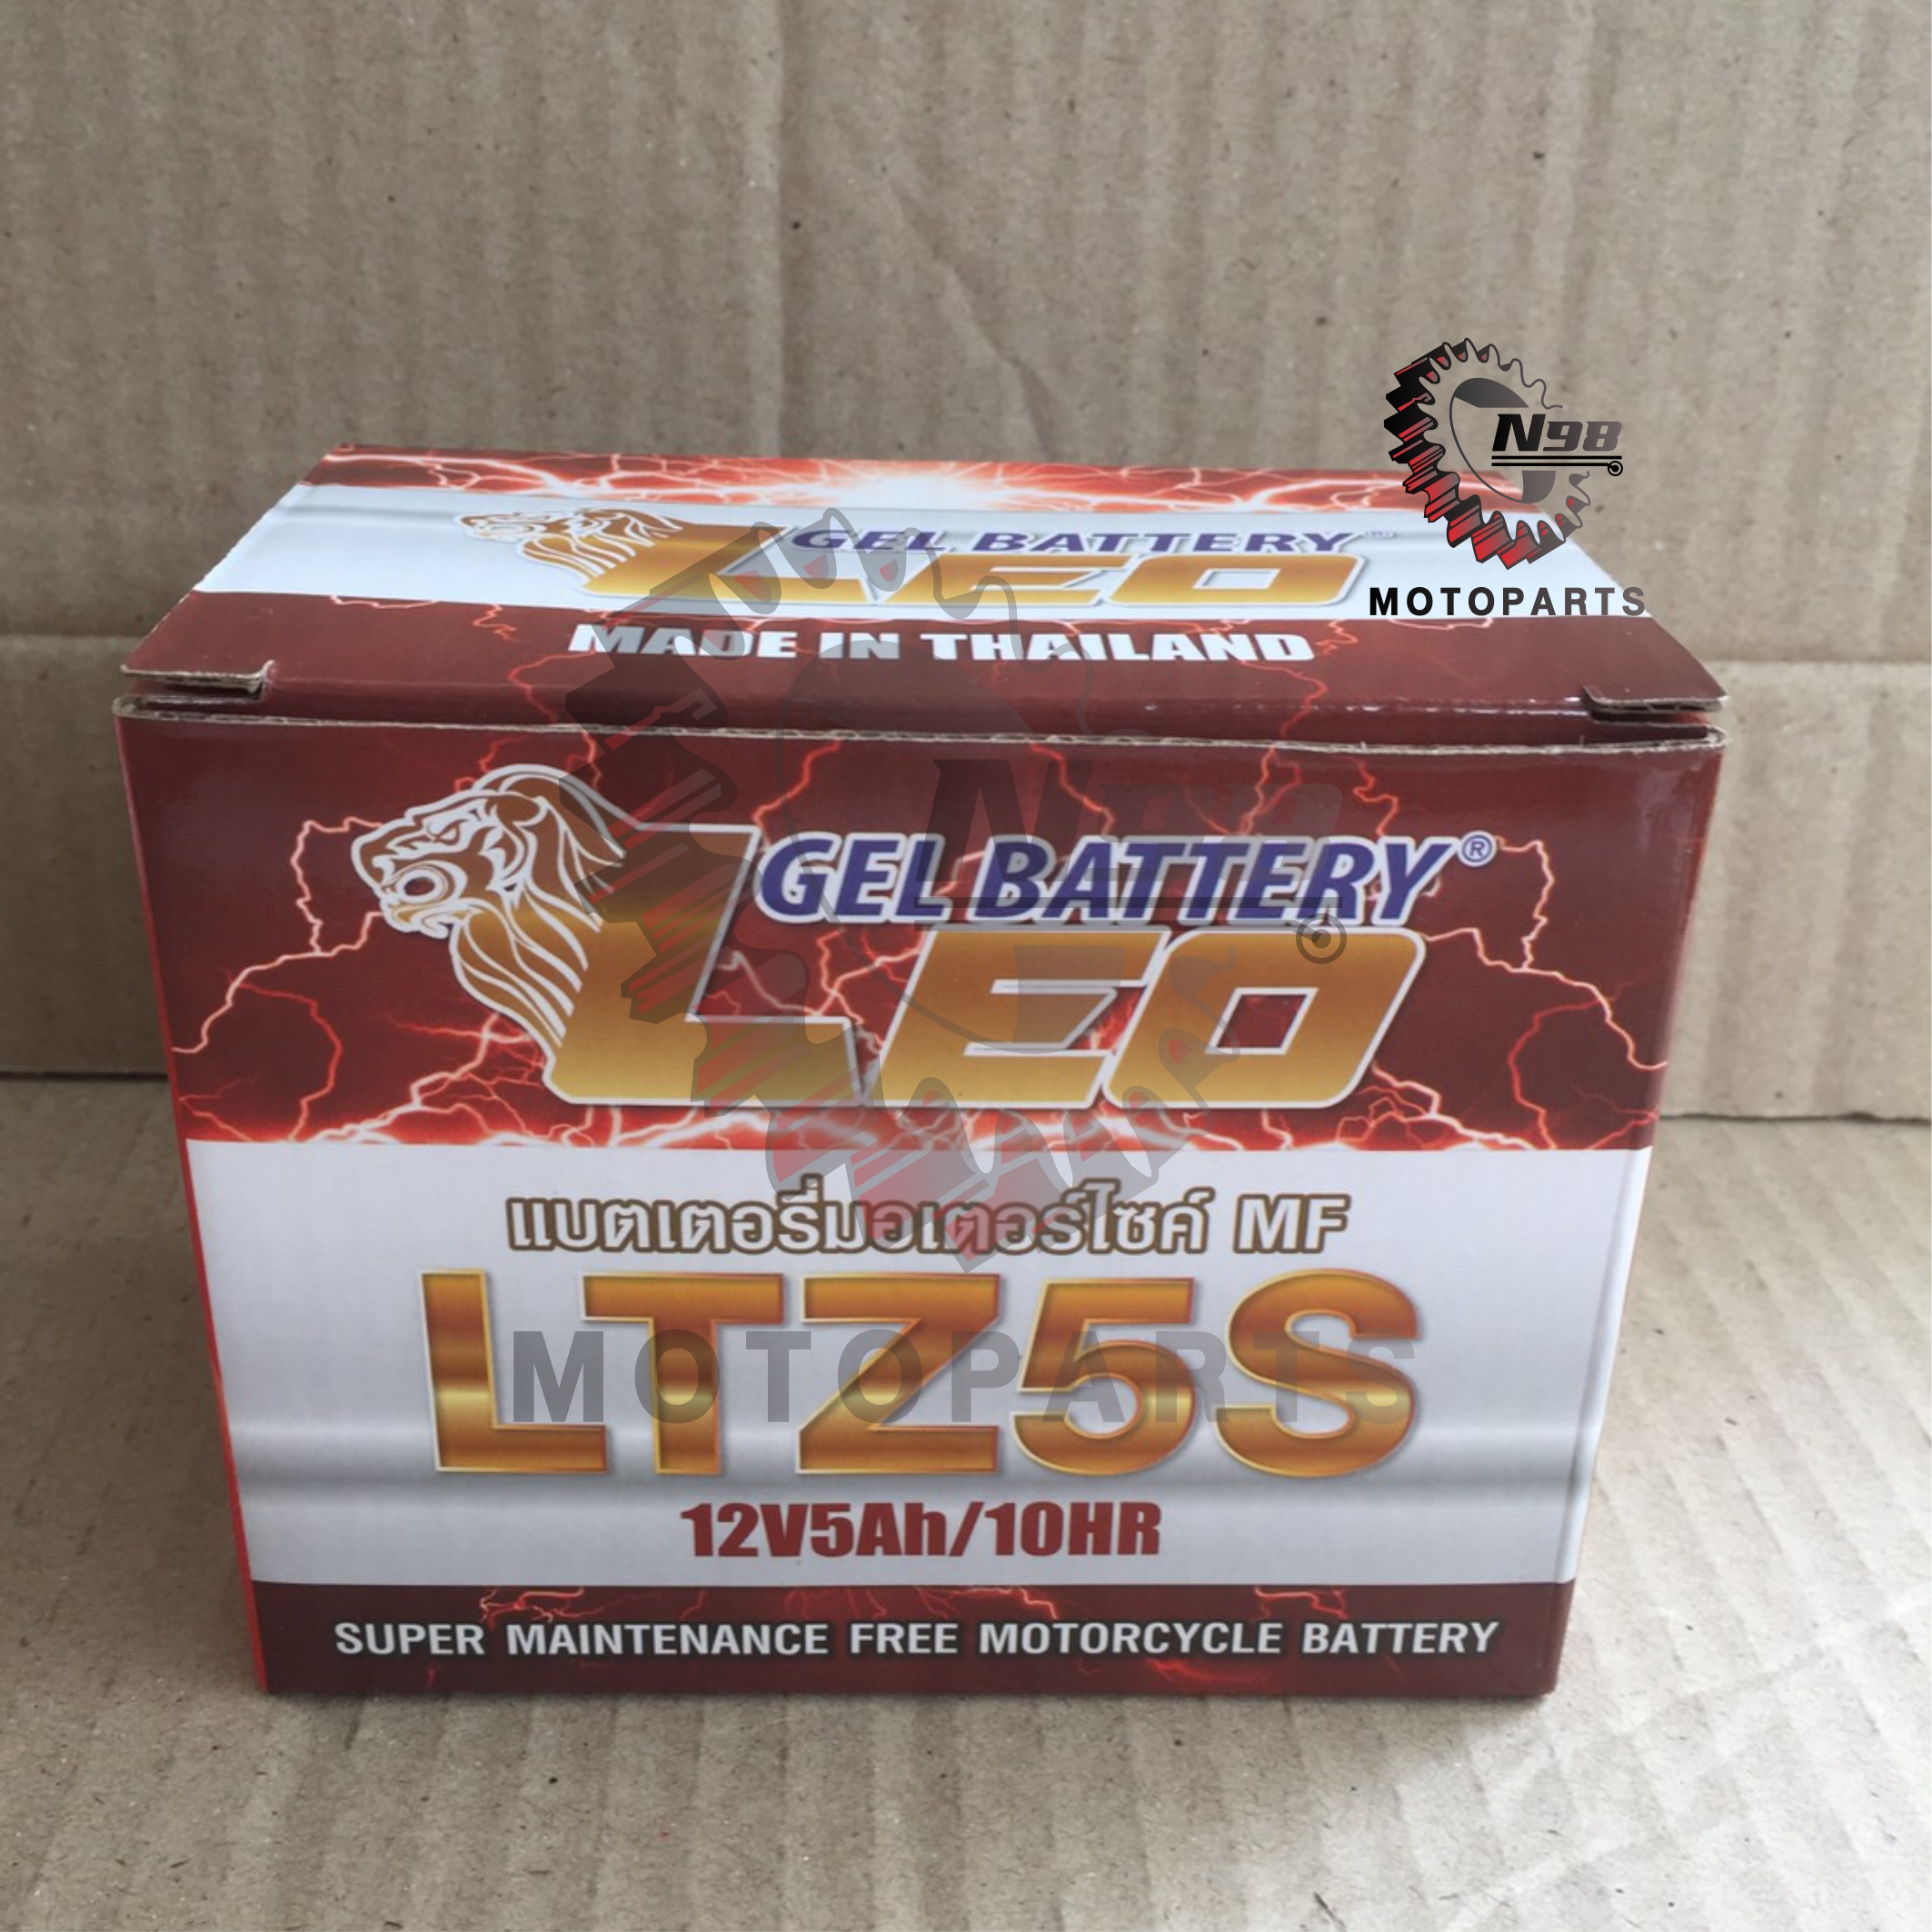 N98
MOTOPARTS
GEL BATTERY®
LEO
MADE IN THAILAND
GEL BATTERY®
LEO
แบตเตอรี่มอเตอร์ไซค์ MF
LTZ5S
MOTOPARTS
12V5Ah/10HR
SUPER MAINTENANCE FREE MOTORCYCLE BATTERY